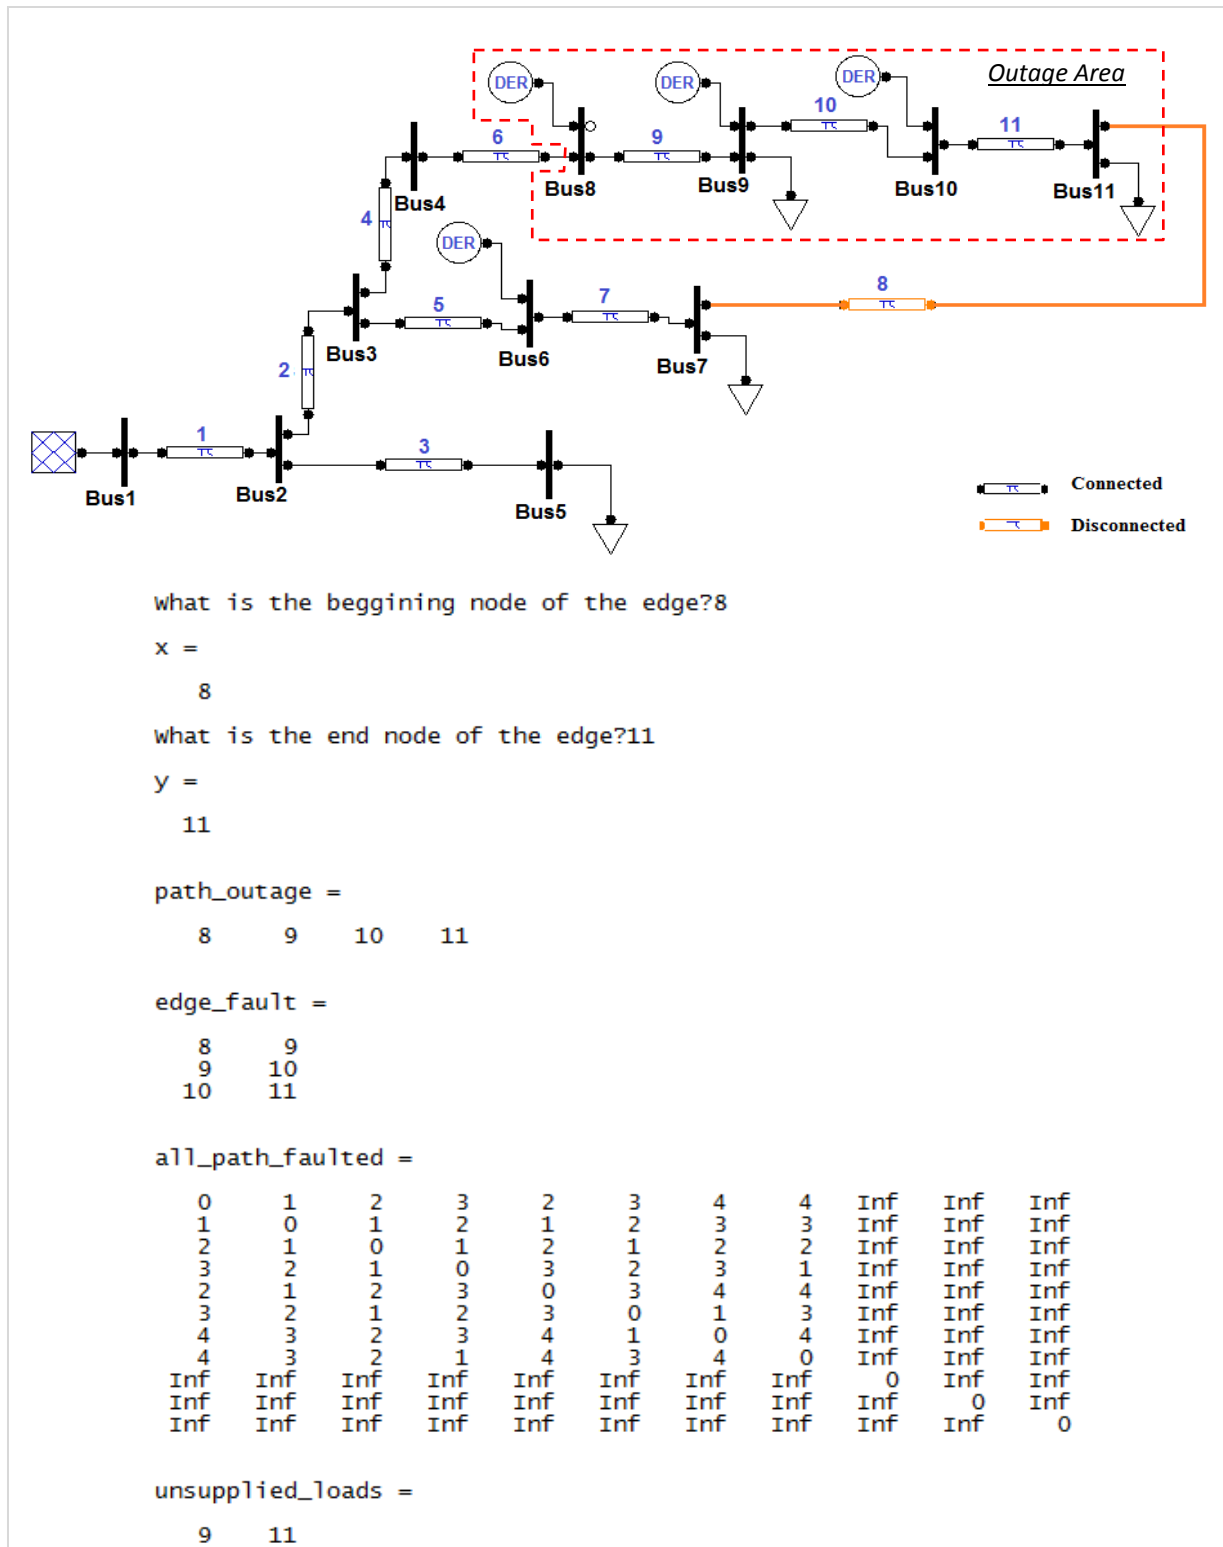 DER
DER
DER
Outage Area
10
11
6
9
Bus8
Bus9
Bus10
Bus11
Bus4
4
DER
8
7
5
Bus3
Bus6
Bus7
2
1
3
Bus1
Bus2
Bus5
Connected
Disconnected
What is the beggining node of the edge?8
x =
8
What is the end node of the edge?11
y =
11
path_outage =
8 9 10 11
edge_fault =
8 9
9 10
10 11
all_path_faulted =
0 1 2 3 2 3 4 4 Inf Inf Inf
1 0 1 2 1 2 3 3 Inf Inf Inf
2 1 0 1 2 1 2 2 Inf Inf Inf
3 2 1 0 3 2 3 1 Inf Inf Inf
2 1 2 3 0 3 4 4 Inf Inf Inf
3 2 1 2 3 0 1 3 Inf Inf Inf
4 3 2 3 4 1 0 4 Inf Inf Inf
4 3 2 1 4 3 4 0 Inf Inf Inf
Inf Inf Inf Inf Inf Inf Inf Inf 0 Inf Inf
Inf Inf Inf Inf Inf Inf Inf Inf Inf 0 Inf
Inf Inf Inf Inf Inf Inf Inf Inf Inf Inf 0
unsupplied_loads =
9 11